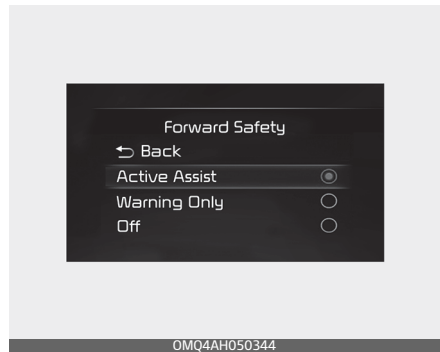 Forward Safety
Back
Active Assist
Warning Only
Off
OMQ4AH050344